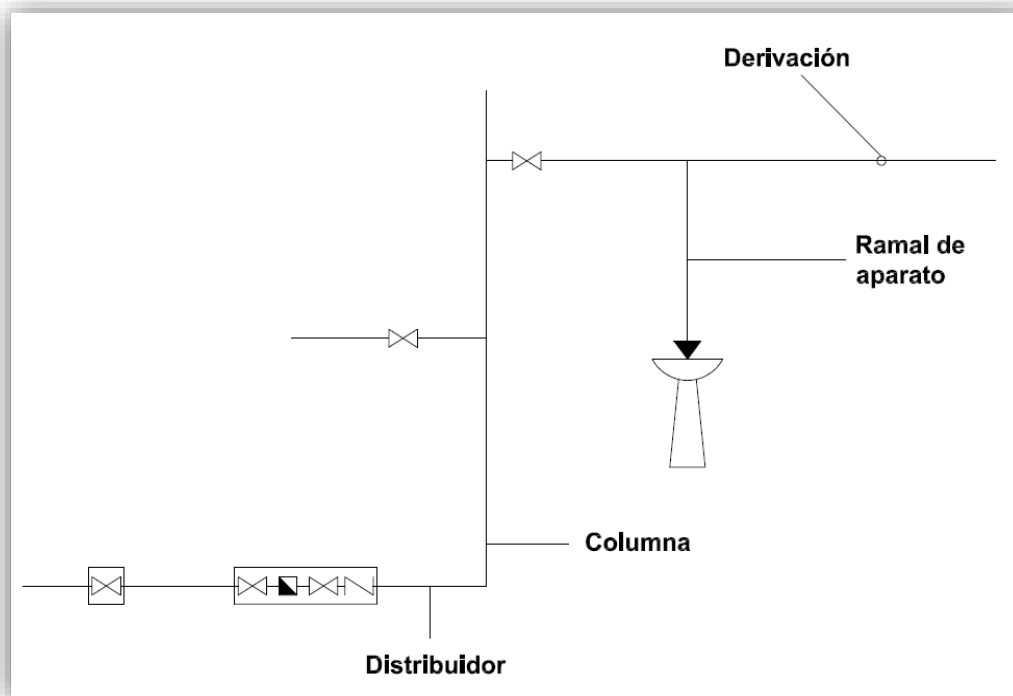 Derivación
Ramal de
aparato
Columna
Distribuidor